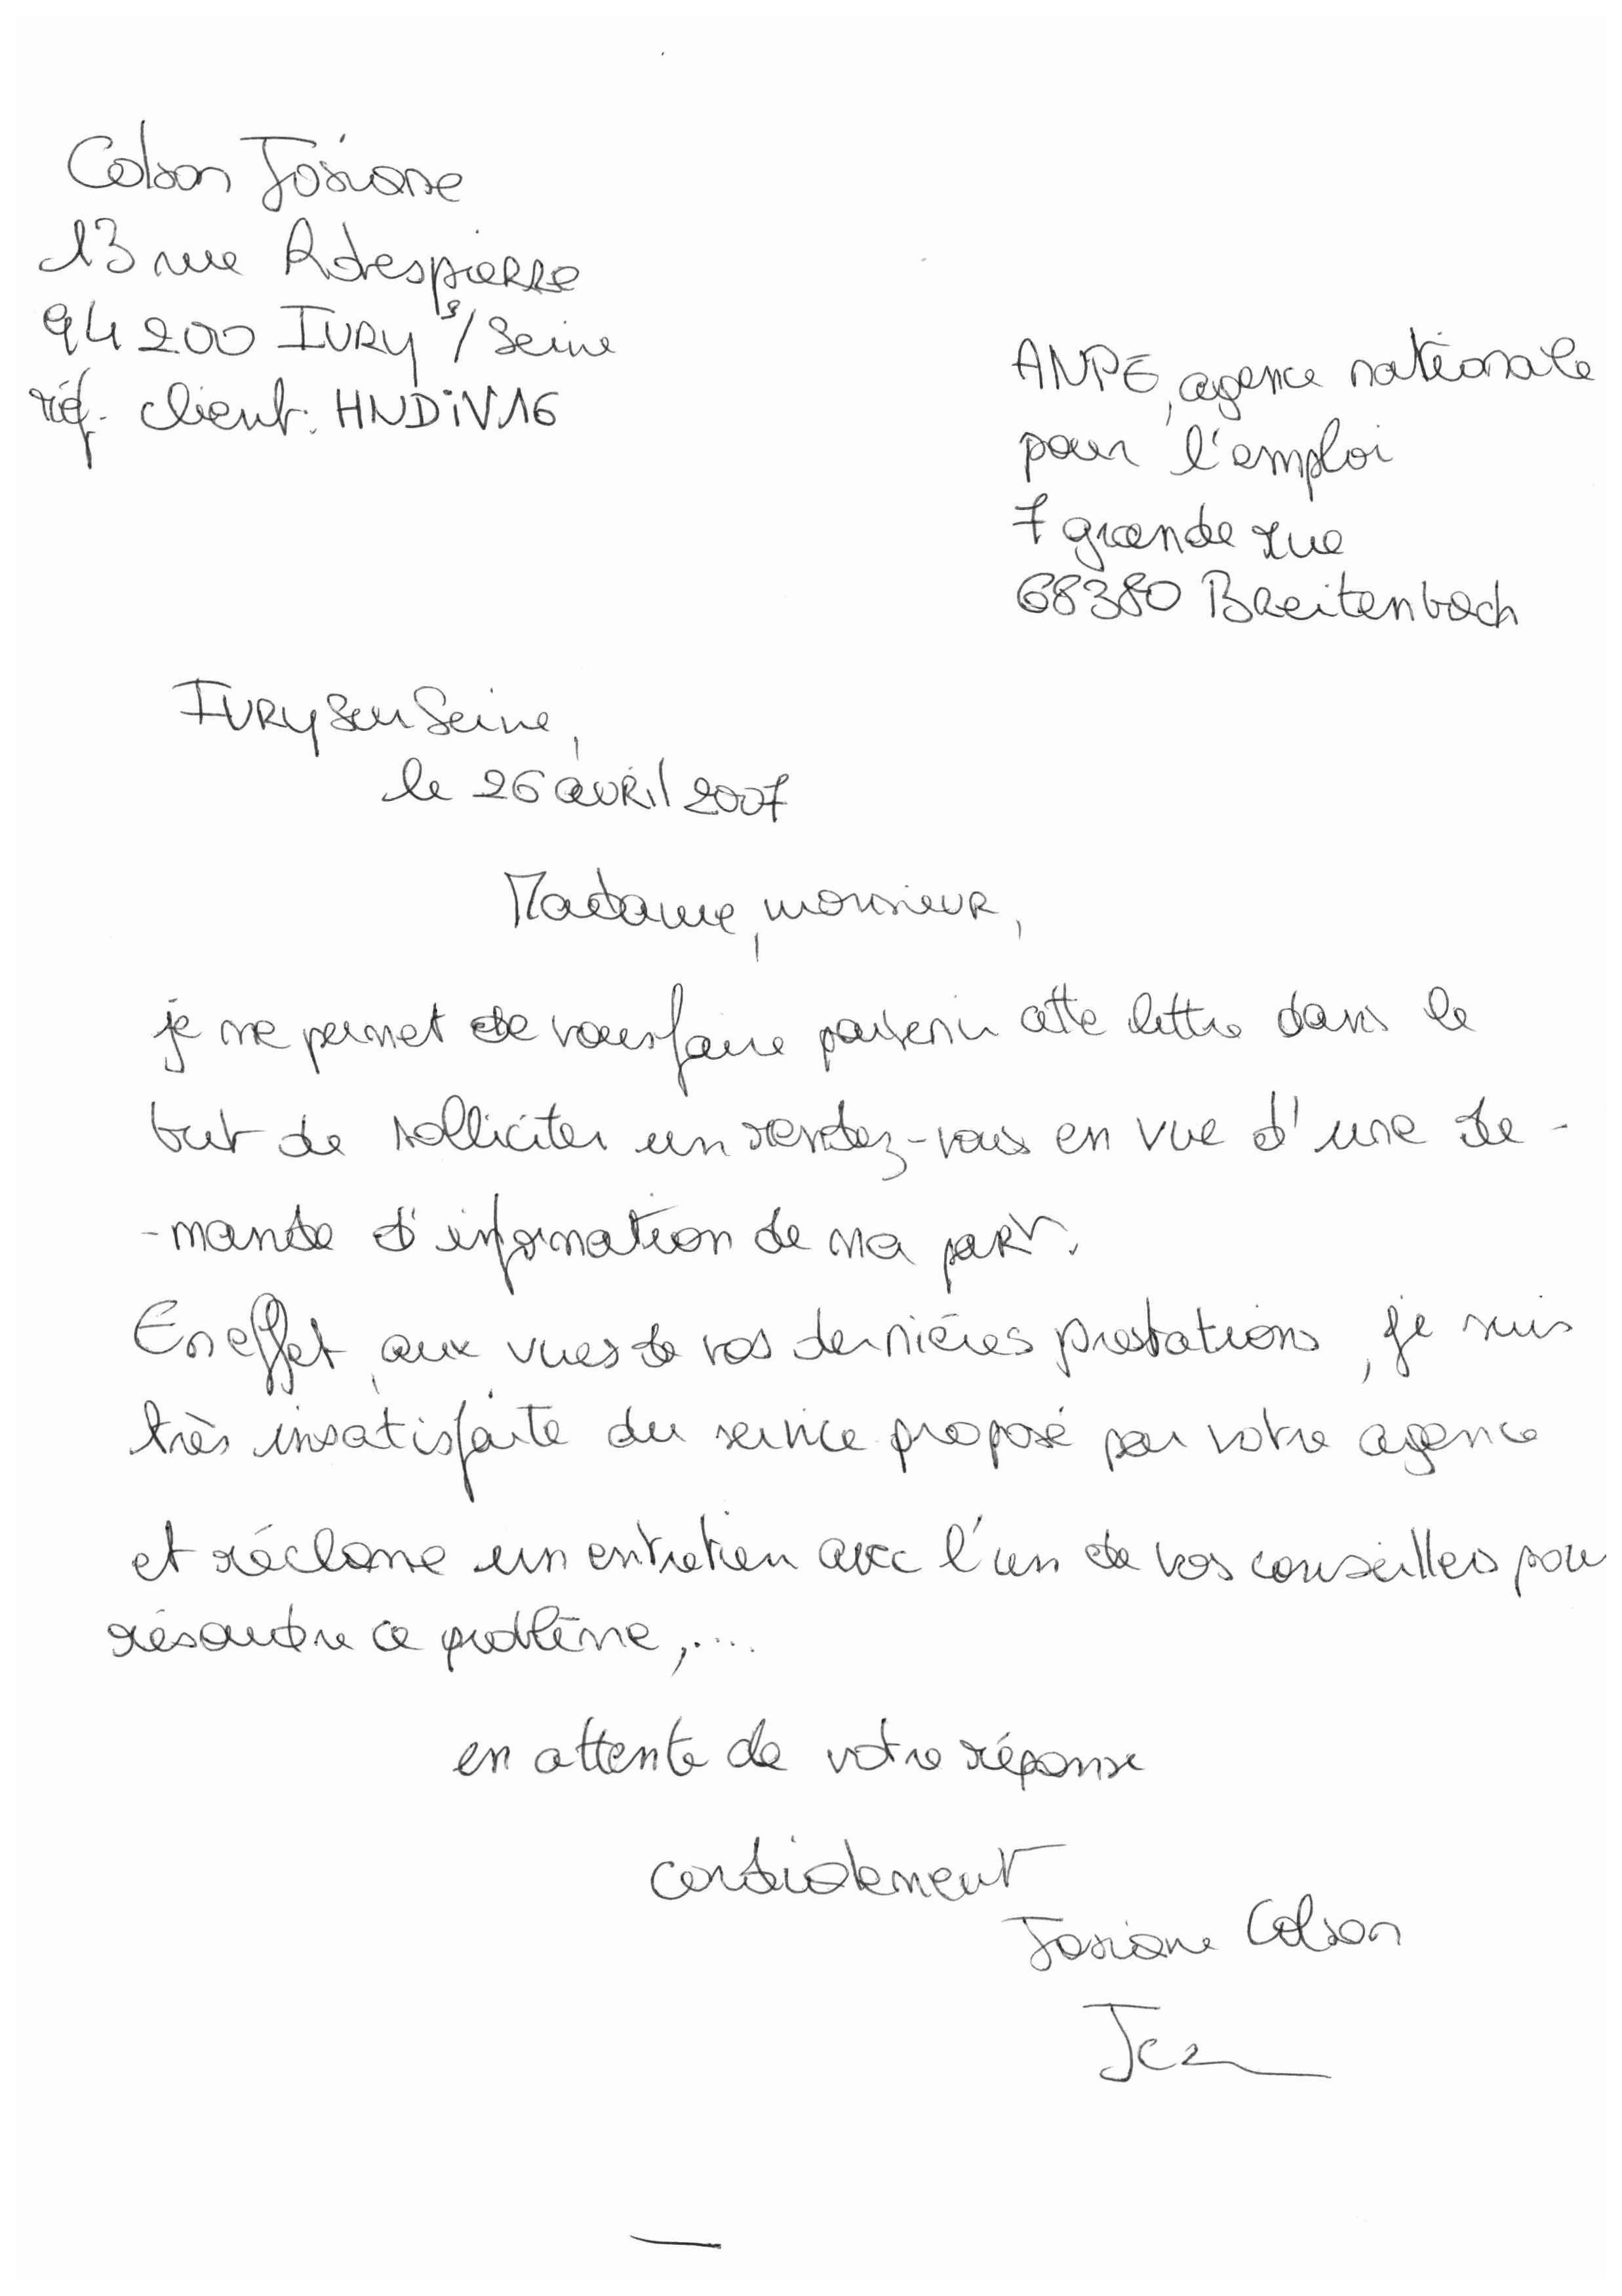 Colson Josiane
13 rue Robespierre
94200 IVRY s/Seine
réf. client: HNDiV16
ANPE, agence nationale
pour l'emploi
7 grande rue
68380 Breitenbach
IVRY sur Seine,
le 26 avril 2007
Madame, monsieur,
je me permet de vous faire parvenir cette lettre dans le
but de solliciter un rendez-vous en vue d'une de-
-mande d'information de ma part.
En effet, aux vues de vos dernières prestations, je suis
très insatisfaite du service proposé par votre agence
et réclame un entretien avec l'un de vos conseillers pour
résoudre ce problème,....
en attente de votre réponse
cordialement
Josiane Colson